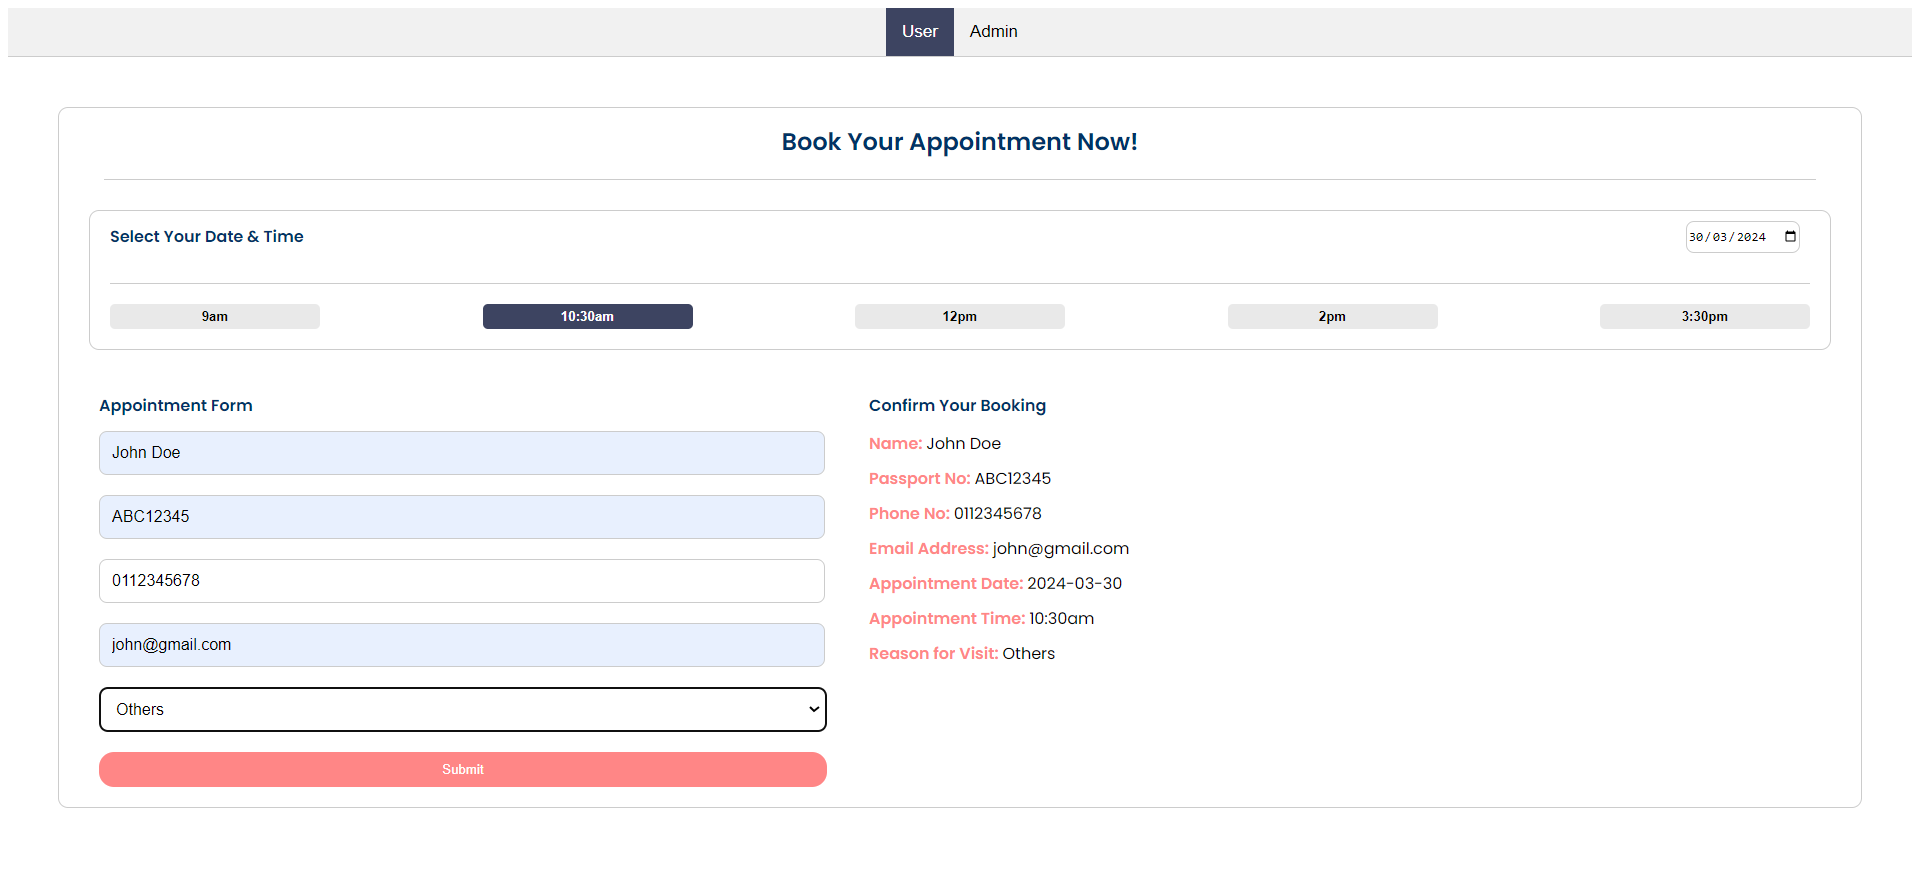 User Admin
Book Your Appointment Now!
Select Your Date & Time 30/03/2024
9am 10:30am 12pm 2pm 3:30pm
Appointment Form
John Doe
ABC12345
0112345678
john@gmail.com
Others
Submit
Confirm Your Booking
Name: John Doe
Passport No: ABC12345
Phone No: 0112345678
Email Address: john@gmail.com
Appointment Date: 2024-03-30
Appointment Time: 10:30am
Reason for Visit: Others